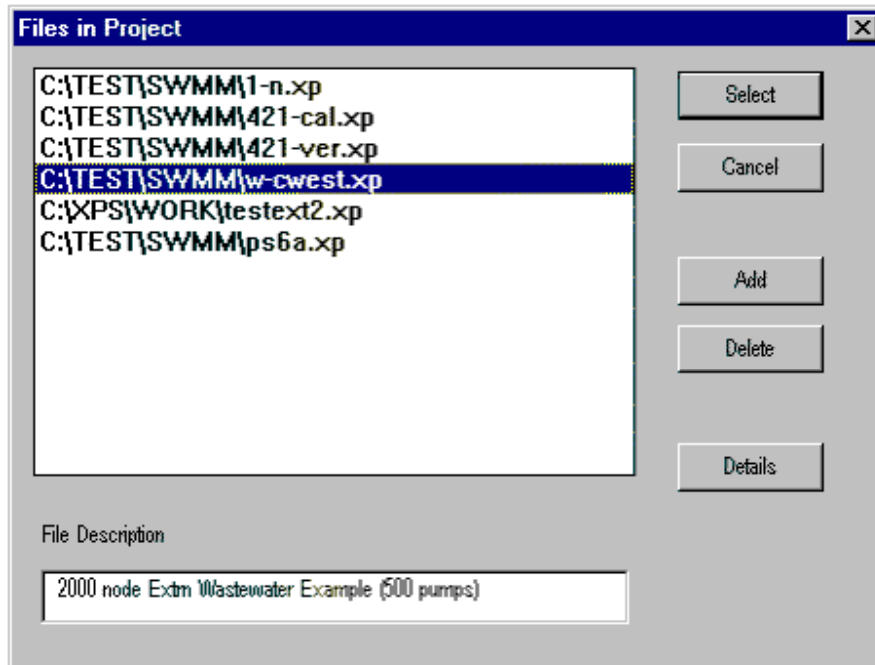 Files in Project
C:\TEST\SWMM\1-n.xp
C:\TEST\SWMM\421-cal.xp
C:\TEST\SWMM\421-ver.xp
C:\TEST\SWMM\w-cwest.xp
C:\XPS\WORK\testext2.xp
C:\TEST\SWMM\ps6a.xp
Select
Cancel
Add
Delete
Details
File Description
2000 node Extrn Wastewater Example (500 pumps)